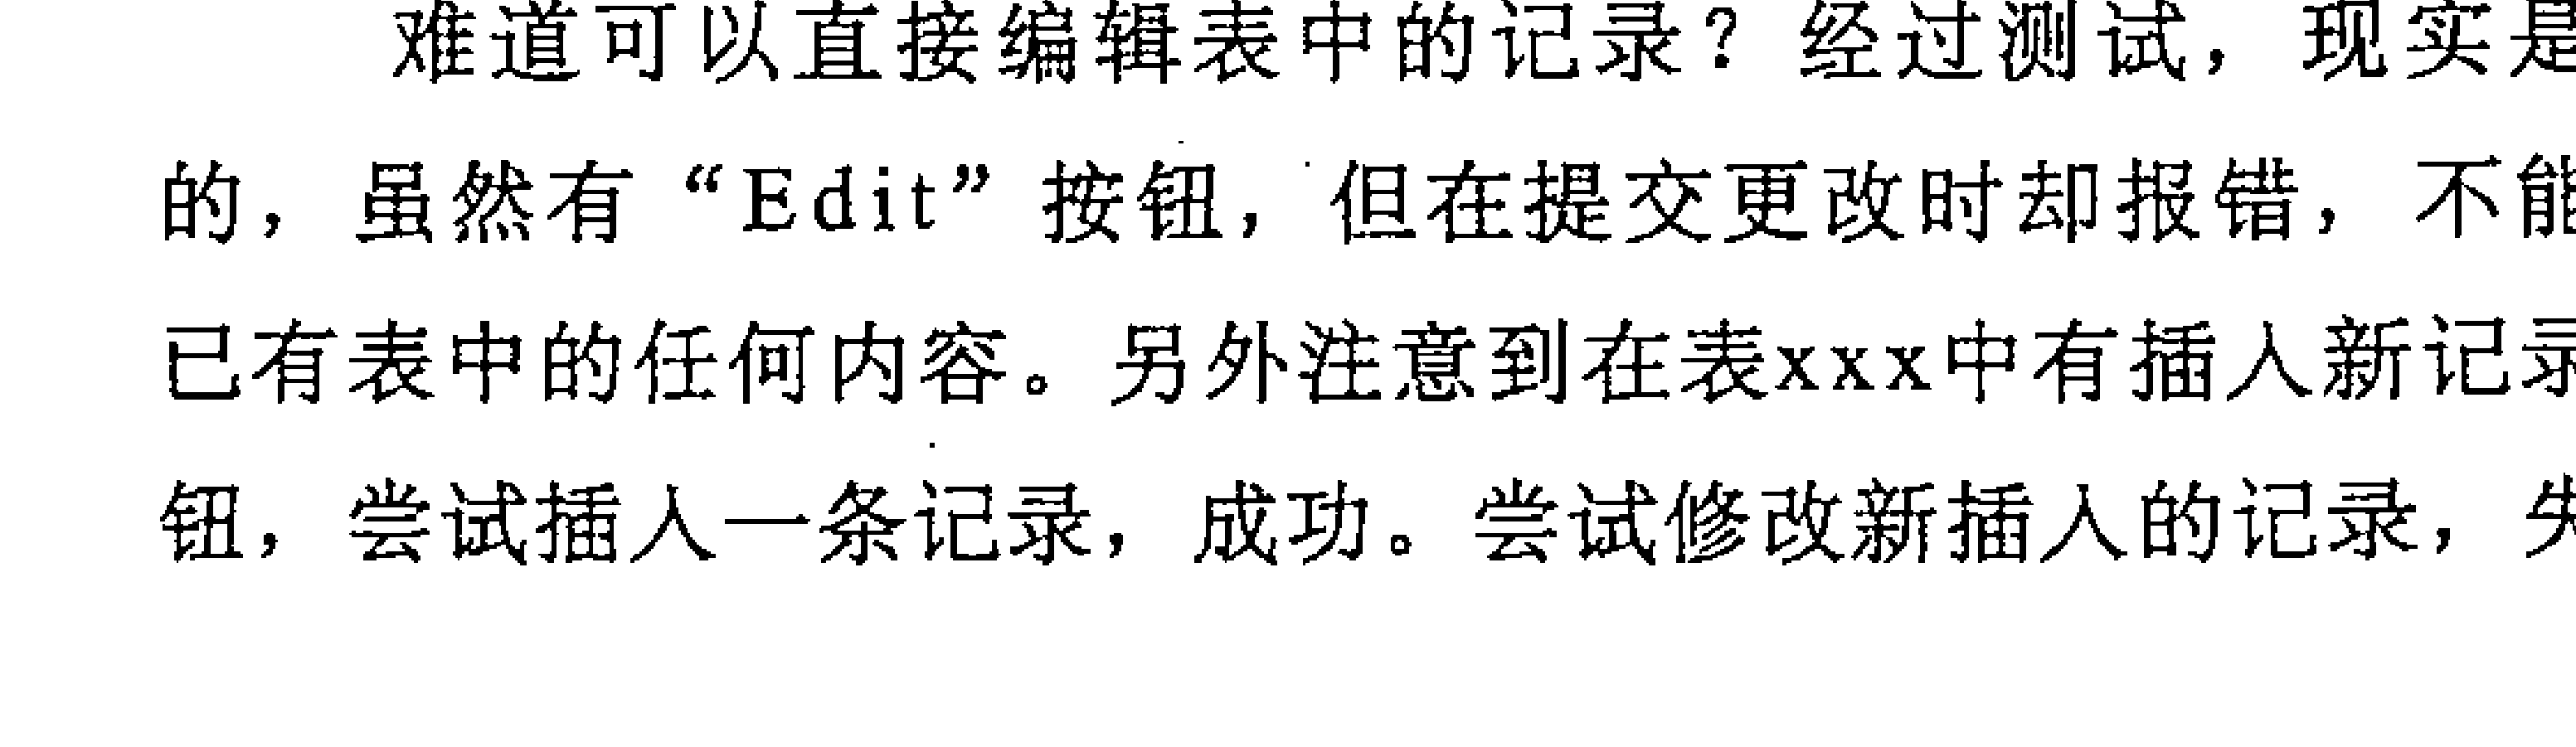 难道可以直接编辑表中的记录？经过测试，现实是
的，虽然有“Edit”按钮，但在提交更改时却报错，不能
已有表中的任何内容。另外注意到在表xxx中有插入新记录
钮，尝试插入一条记录，成功。尝试修改新插入的记录，失